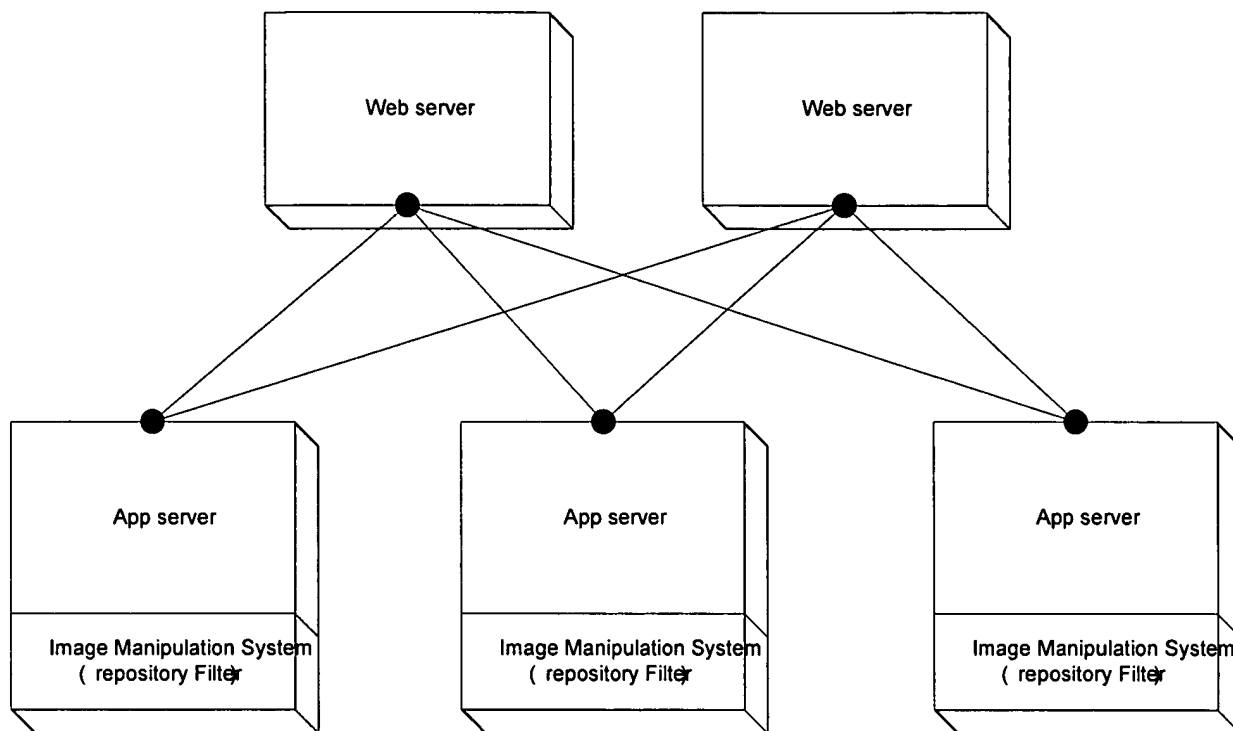 Web server
Web server
App server
App server
App server
Image Manipulation System
( repository Filter)
Image Manipulation System
( repository Filter)
Image Manipulation System
( repository Filter)